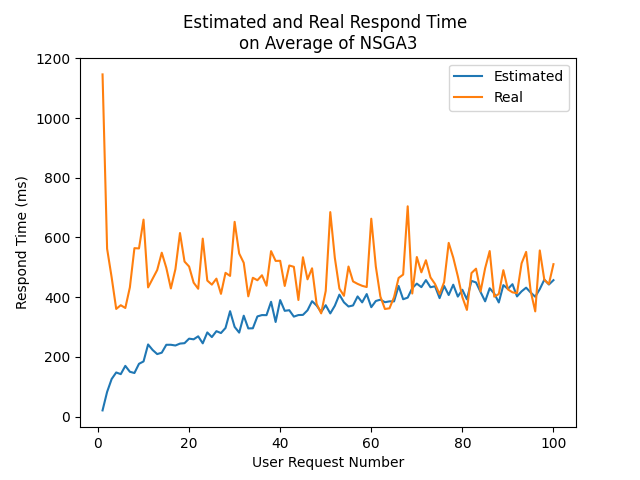 Estimated and Real Respond Time
on Average of NSGA3
Estimated
Real
Respond Time (ms)
1200
1000
800
600
400
200
0
0 20 40 60 80 100
User Request Number